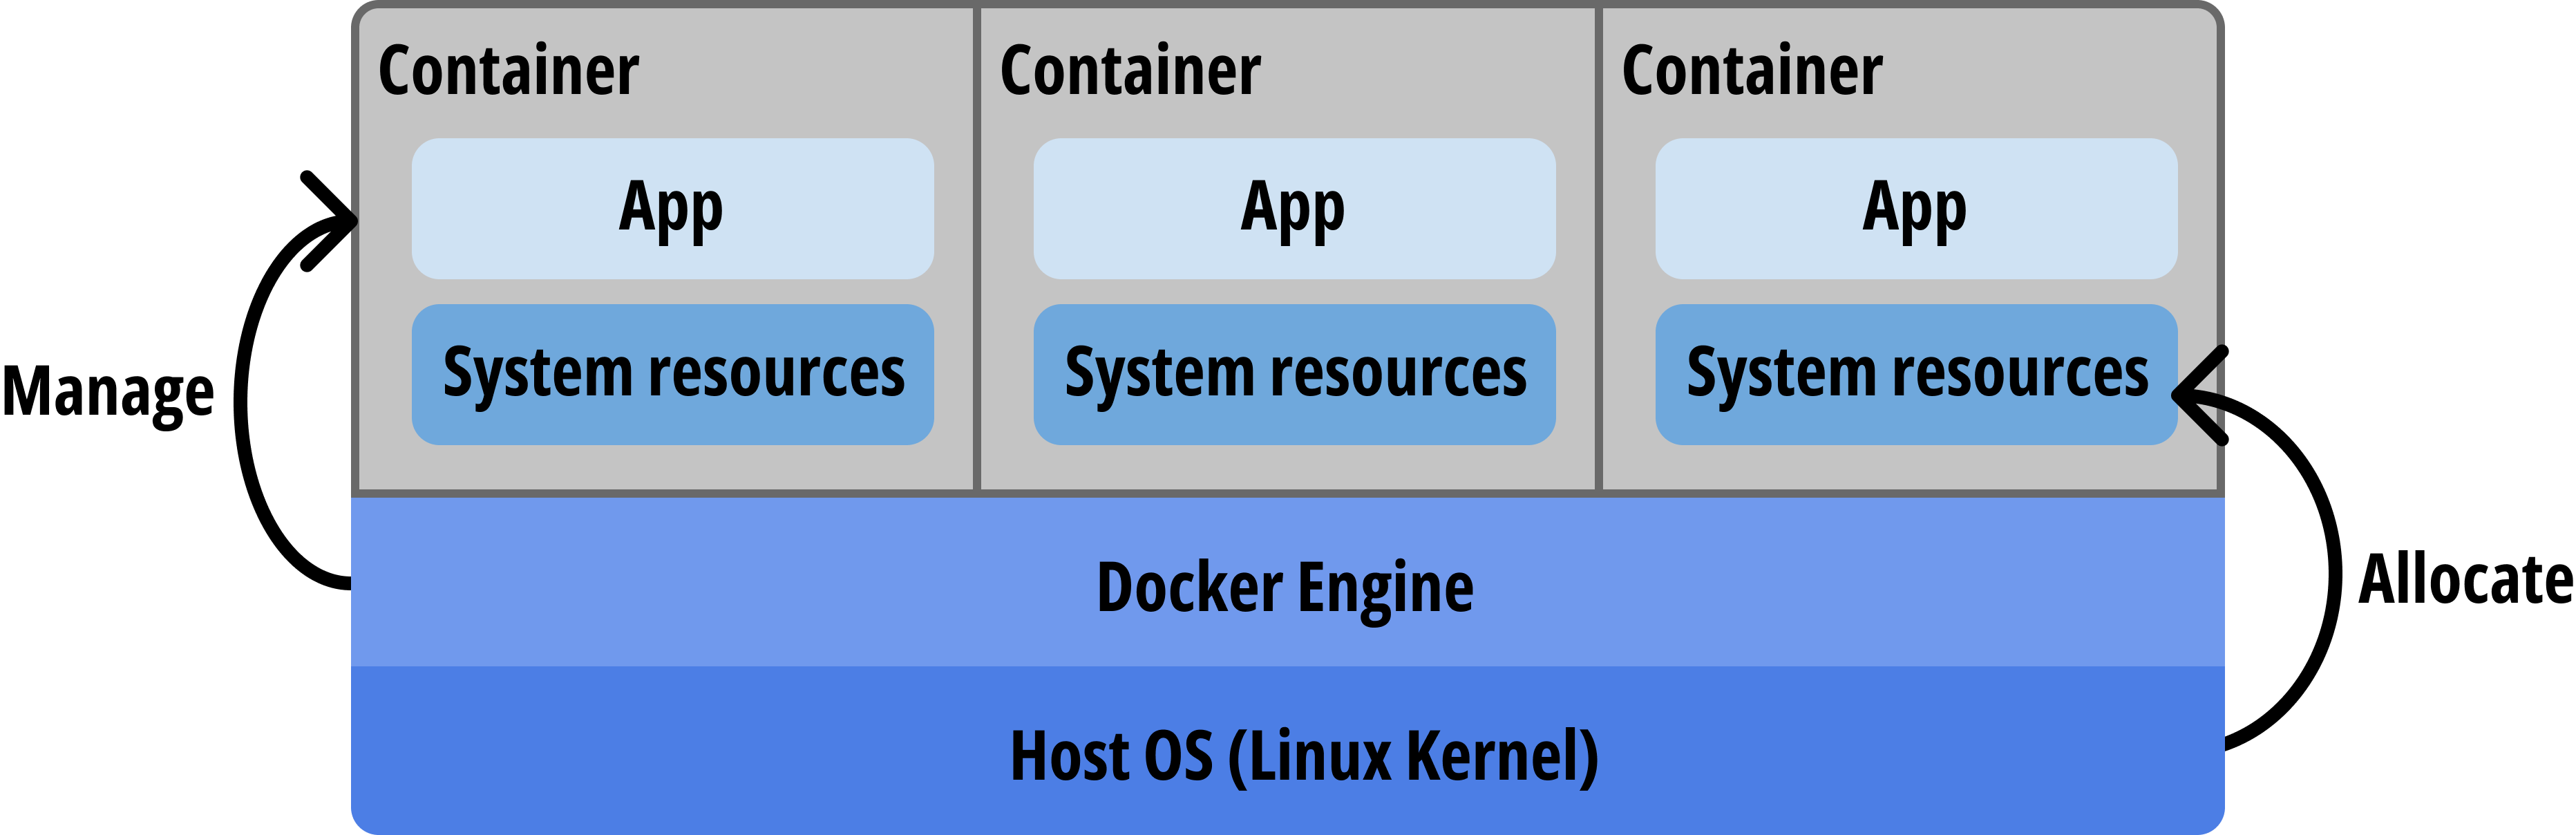 Container
Container
Container
App
App
App
System resources
System resources
System resources
Manage
Allocate
Docker Engine
Host OS (Linux Kernel)